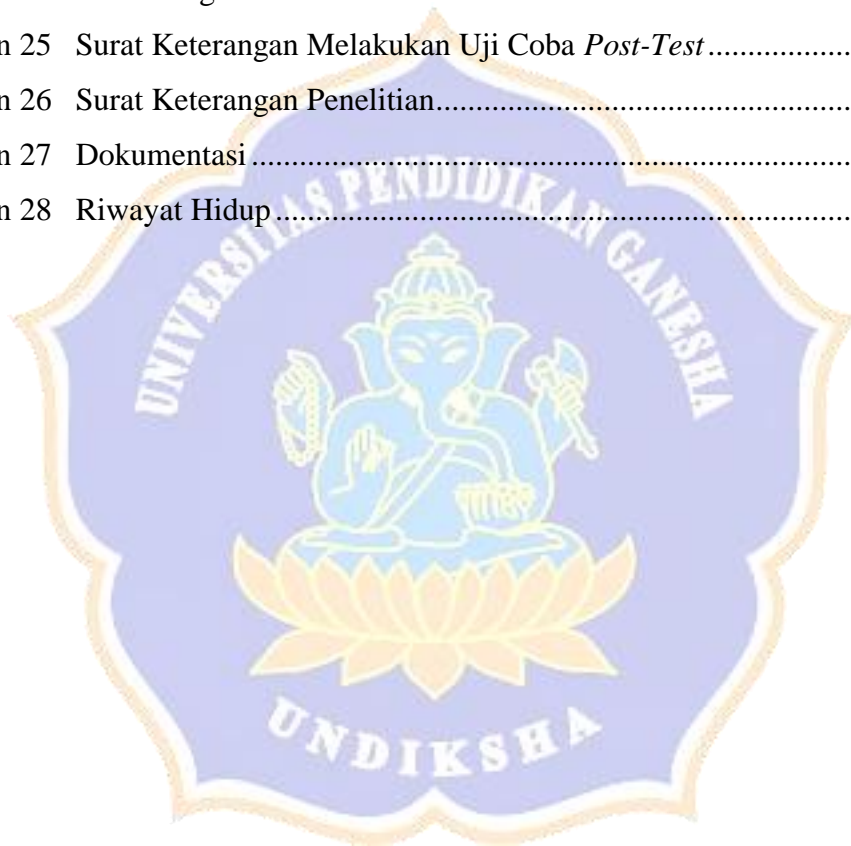 n 25 Surat Keterangan Melakukan Uji Coba Post-Test..................
n 26 Surat Keterangan Penelitian....................................................
n 27 Dokumentasi...........................................................................
n 28 Riwayat Hidup........................................................................
UNIVERSITAS PENDIDIKAN GANESHA
UNDIKSHA